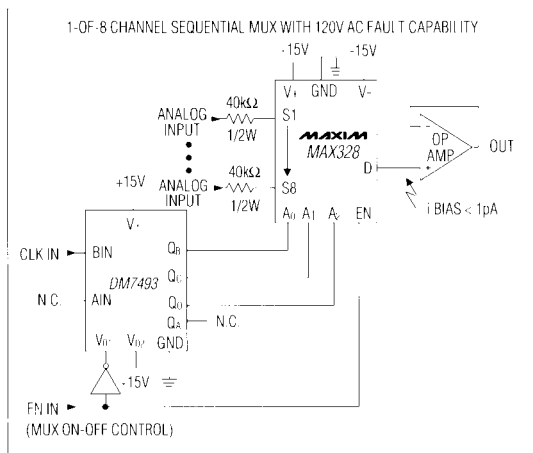 1-OF-8 CHANNEL SEQUENTIAL MUX WITH 120V AC FAULT CAPABILITY
-15V -15V
V+ GND V-
40kΩ
ANALOG INPUT
1/2W
S1
MAXIM
MAX328
D
OP AMP
- +
OUT
i BIAS < 1pA
40kΩ
ANALOG INPUT
1/2W
S8
A0 A1 A2 EN
+15V
V+
CLK IN
BIN
QB
DM7493
QC
N.C.
AIN
QD
QA
N.C.
V01 V02 GND
-15V
EN IN
(MUX ON-OFF CONTROL)